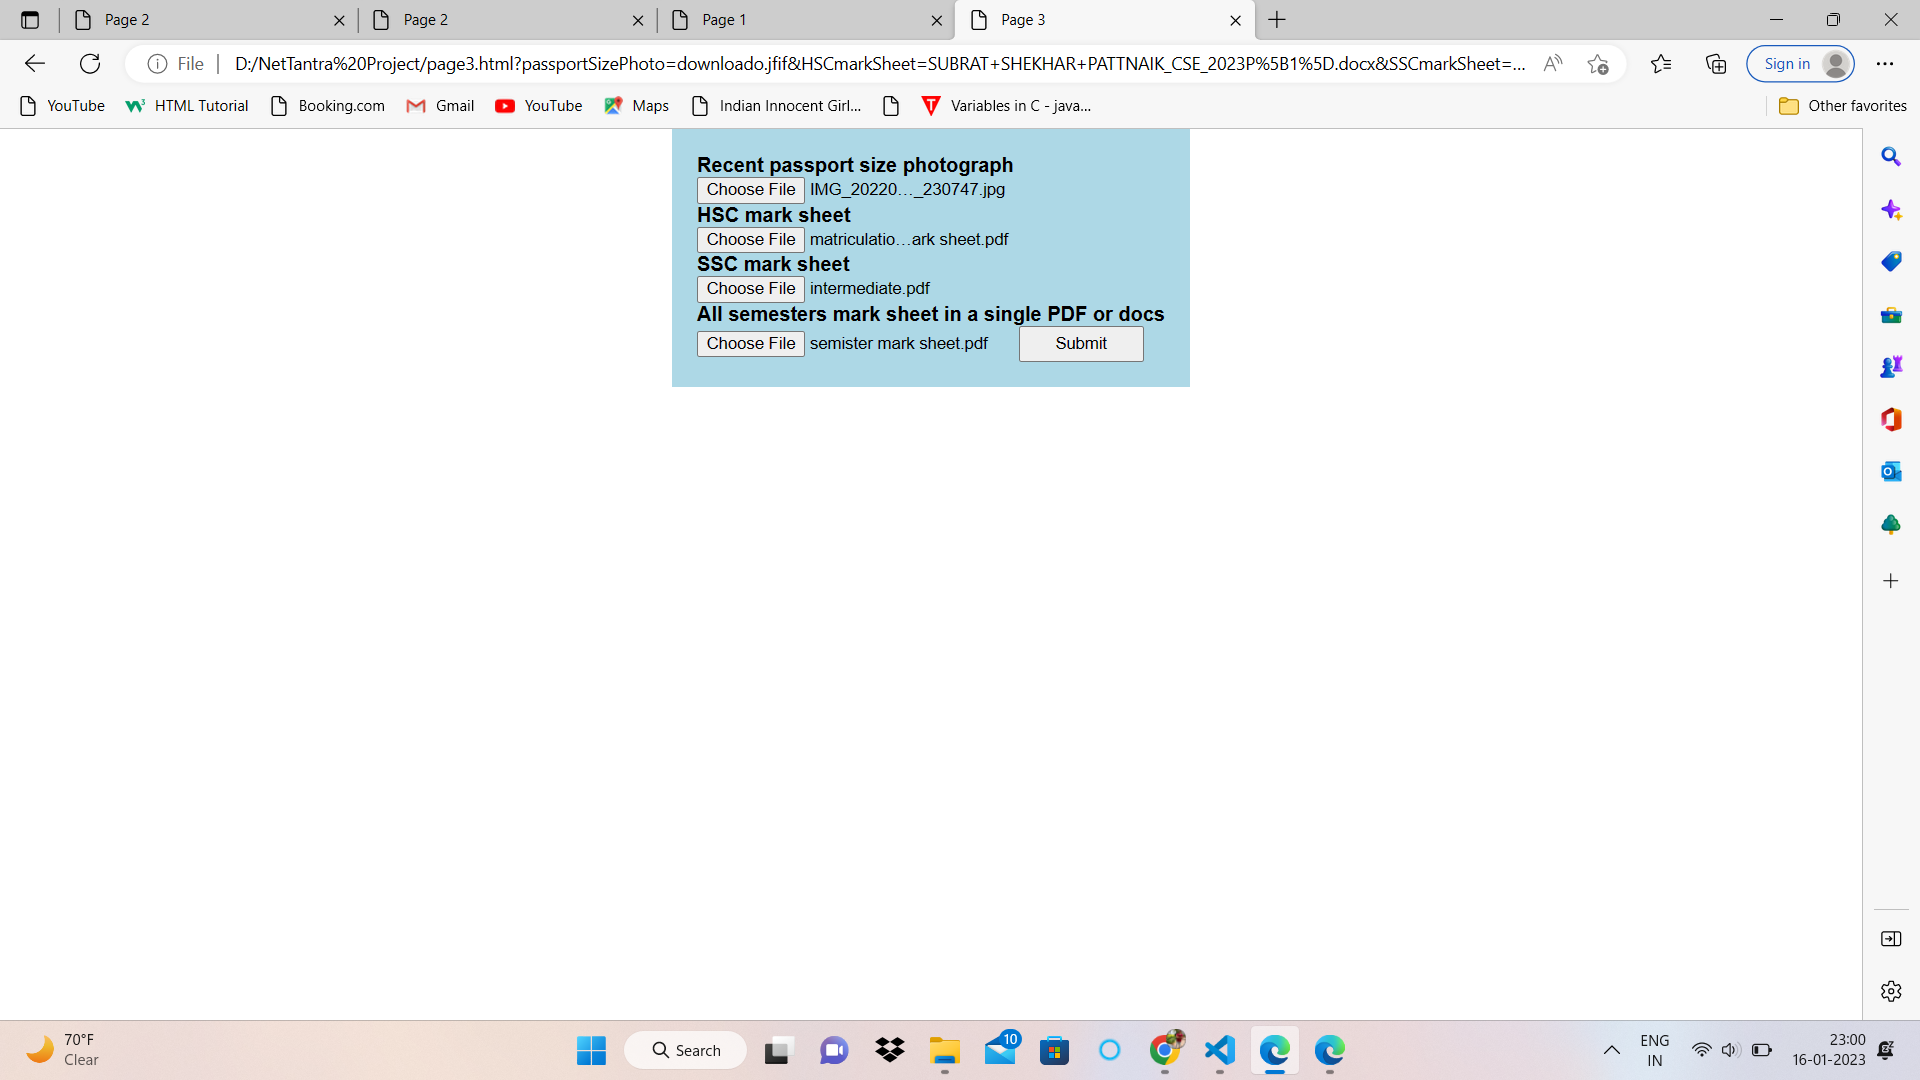 Page 2
Page 2
Page 1
Page 3
File
D:/NetTantra%20Project/page3.html?passportSizePhoto=downloado.jfif&HSCmarkSheet=SUBRAT+SHEKHAR+PATTNAIK_CSE_2023P%5B1%5D.docx&SSCmarkSheet=...
Sign in
YouTube
HTML Tutorial
Booking.com
Gmail
YouTube
Maps
Indian Innocent Girl...
Variables in C - java...
Other favorites
Recent passport size photograph
Choose File IMG_20220…_230747.jpg
HSC mark sheet
Choose File matriculatio…ark sheet.pdf
SSC mark sheet
Choose File intermediate.pdf
All semesters mark sheet in a single PDF or docs
Choose File semister mark sheet.pdf Submit
70°F
Clear
Search
10
ENG
IN
23:00
16-01-2023